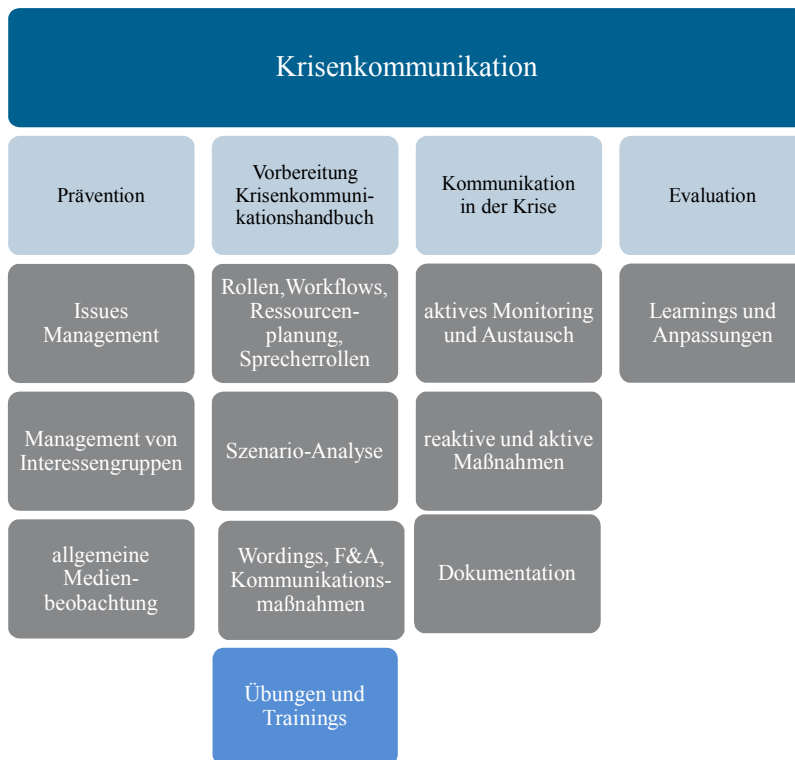 Krisenkommunikation
Prävention
Vorbereitung
Krisenkommuni-
kationshandbuch
Kommunikation
in der Krise
Evaluation
Issues
Management
Rollen,Workflows,
Ressourcen-
planung,
Sprecherrollen
aktives Monitoring
und Austausch
Learnings und
Anpassungen
Management von
Interessengruppen
Szenario-Analyse
reaktive und aktive
Maßnahmen
allgemeine
Medien-
beobachtung
Wordings, F&A,
Kommunikations-
maßnahmen
Dokumentation
Übungen und
Trainings